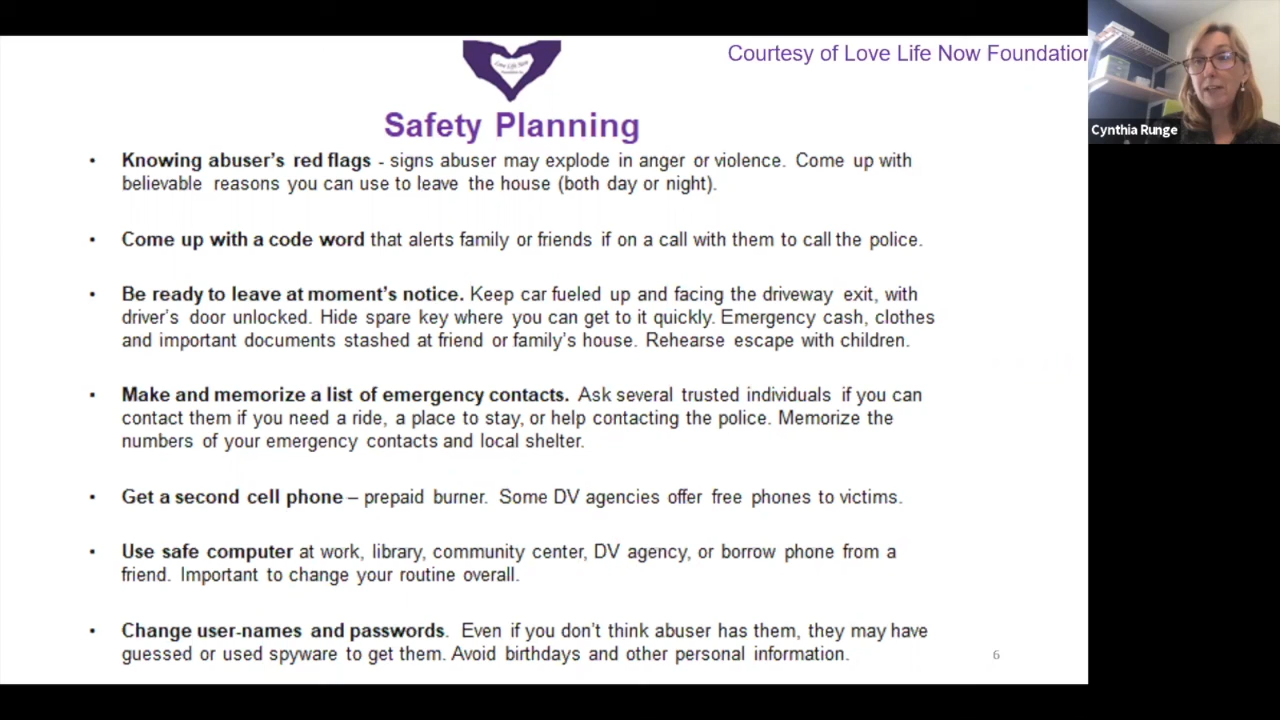 Courtesy of Love Life Now Foundation
Love Life Now
Cynthia Runge
Safety Planning
• Knowing abuser's red flags - signs abuser may explode in anger or violence. Come up with
believable reasons you can use to leave the house (both day or night).
• Come up with a code word that alerts family or friends if on a call with them to call the police.
• Be ready to leave at moment's notice. Keep car fueled up and facing the driveway exit, with
driver's door unlocked. Hide spare key where you can get to it quickly. Emergency cash, clothes
and important documents stashed at friend or family's house. Rehearse escape with children.
• Make and memorize a list of emergency contacts. Ask several trusted individuals if you can
contact them if you need a ride, a place to stay, or help contacting the police. Memorize the
numbers of your emergency contacts and local shelter.
• Get a second cell phone – prepaid burner. Some DV agencies offer free phones to victims.
• Use safe computer at work, library, community center, DV agency, or borrow phone from a
friend. Important to change your routine overall.
• Change user-names and passwords. Even if you don't think abuser has them, they may have
guessed or used spyware to get them. Avoid birthdays and other personal information.
6